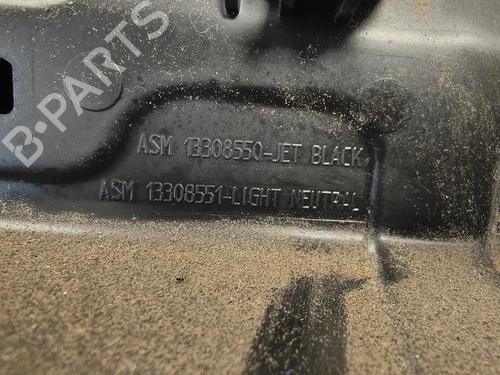 B-PARTS
ASM 13308550-JET BLACK
ASM 13308551-LIGHT NEUTRAL